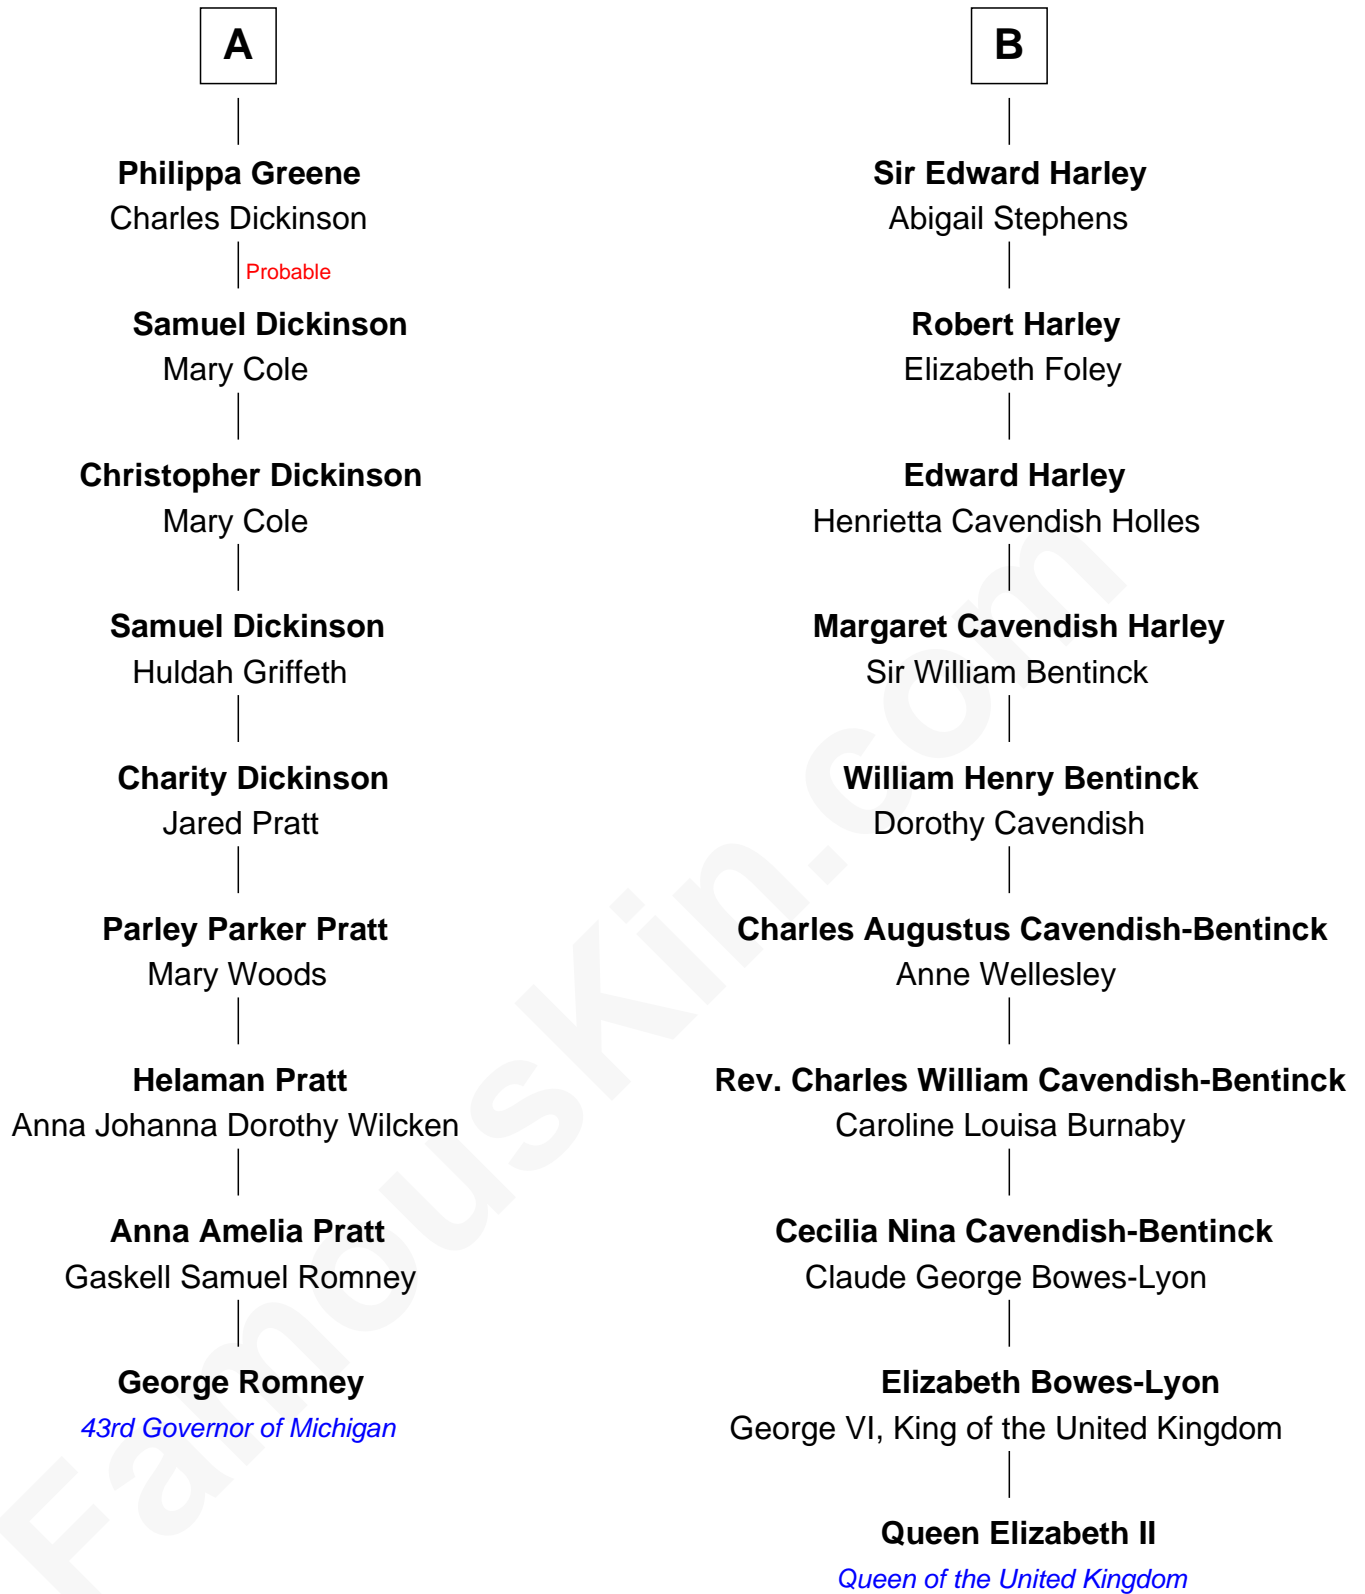 A
Philippa Greene
Charles Dickinson
Probable
Samuel Dickinson
Mary Cole
Christopher Dickinson
Mary Cole
Samuel Dickinson
Huldah Griffeth
Charity Dickinson
Jared Pratt
Parley Parker Pratt
Mary Woods
Helaman Pratt
Anna Johanna Dorothy Wilcken
Anna Amelia Pratt
Gaskell Samuel Romney
George Romney
43rd Governor of Michigan
B
Sir Edward Harley
Abigail Stephens
Robert Harley
Elizabeth Foley
Edward Harley
Henrietta Cavendish Holles
Margaret Cavendish Harley
Sir William Bentinck
William Henry Bentinck
Dorothy Cavendish
Charles Augustus Cavendish-Bentinck
Anne Wellesley
Rev. Charles William Cavendish-Bentinck
Caroline Louisa Burnaby
Cecilia Nina Cavendish-Bentinck
Claude George Bowes-Lyon
Elizabeth Bowes-Lyon
George VI, King of the United Kingdom
Queen Elizabeth II
Queen of the United Kingdom
FamousKin.com